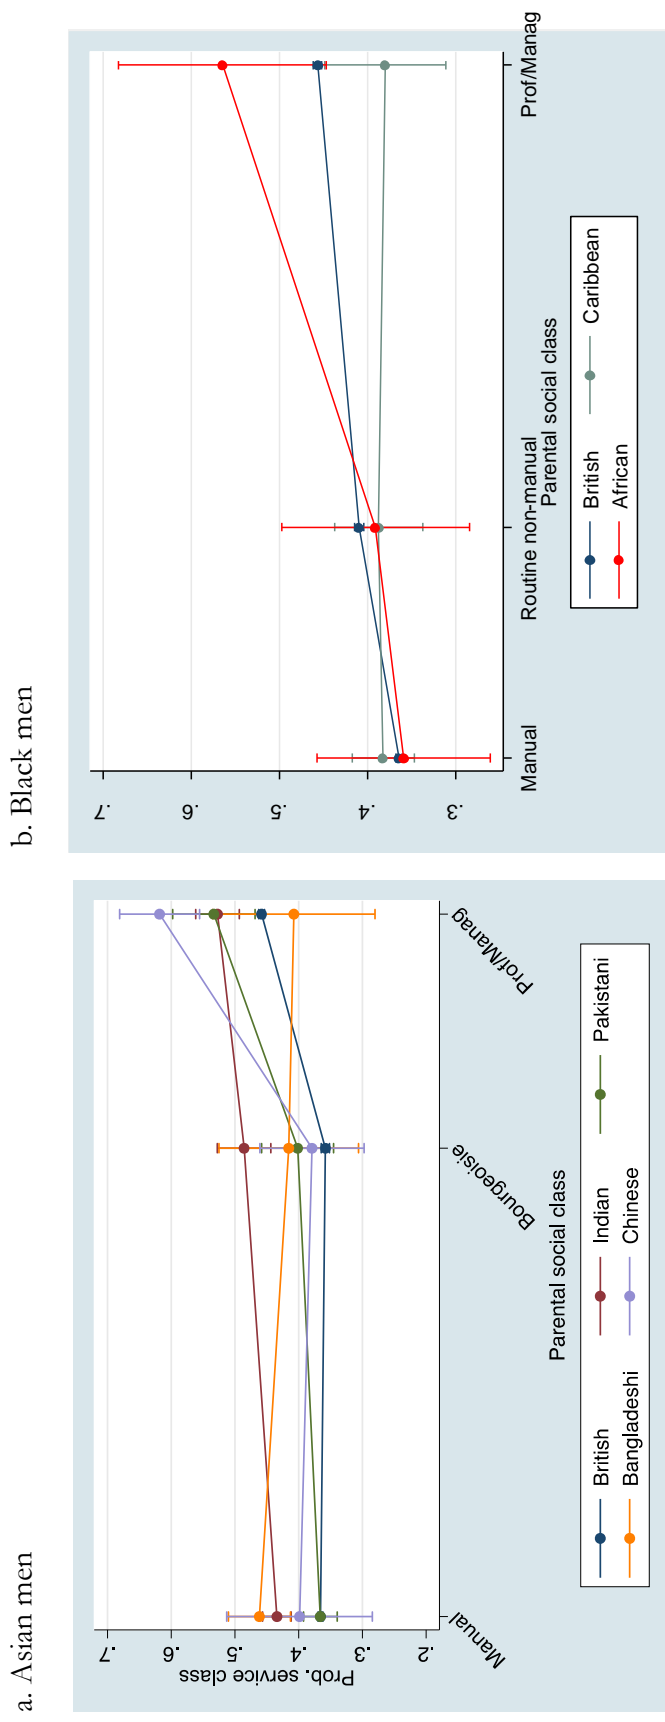 a. Asian men
Prob. service class
.7
.6
.5
.4
.3
.2
Manual
Bourgeoisie
Prof/Manag
Parental social class
British
Indian
Pakistani
Bangladeshi
Chinese
b. Black men
.7
.6
.5
.4
.3
Manual
Routine non-manual
Prof/Manag
Parental social class
British
Caribbean
African